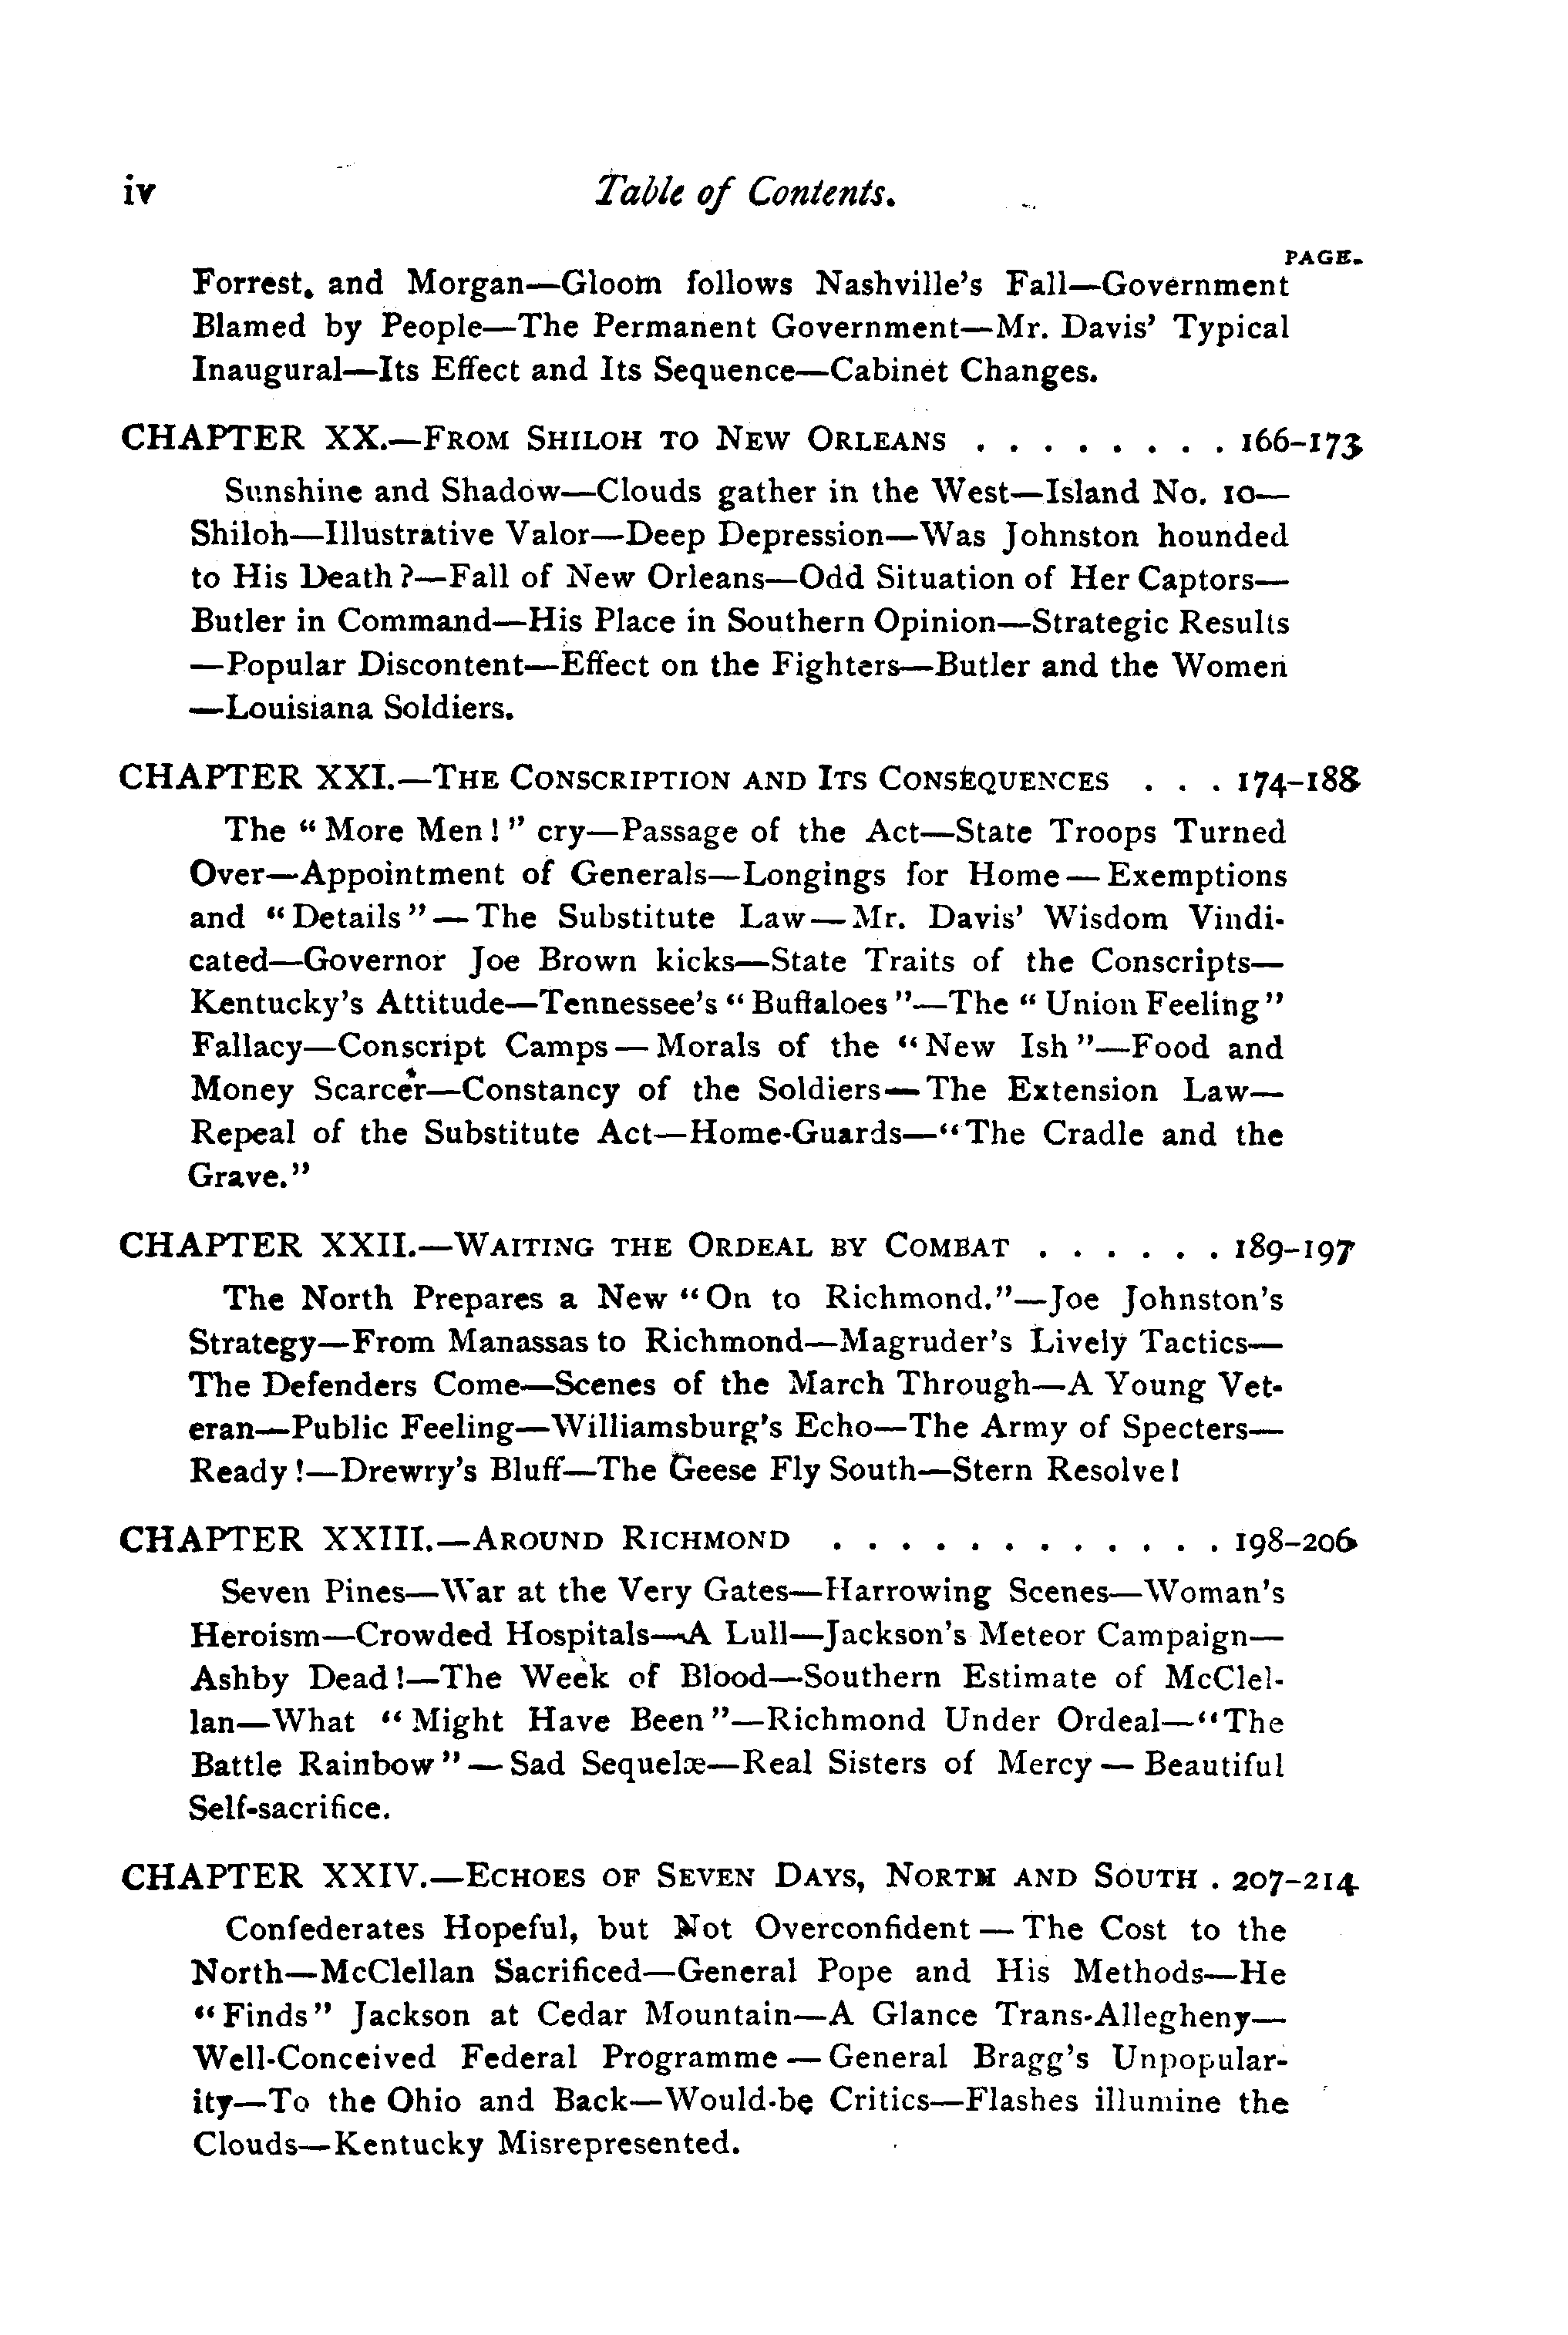 iv Table of Contents.
PAGE.
Forrest. and Morgan—Gloom follows Nashville's Fall—Government
Blamed by People—The Permanent Government—Mr. Davis' Typical
Inaugural—Its Effect and Its Sequence—Cabinet Changes.
CHAPTER XX.—FROM SHILOH TO NEW ORLEANS . . . . . . . . 166-173
Sunshine and Shadow—Clouds gather in the West—Island No. 10—
Shiloh—Illustrative Valor—Deep Depression—Was Johnston hounded
to His Death?—Fall of New Orleans—Odd Situation of Her Captors—
Butler in Command—His Place in Southern Opinion—Strategic Results
—Popular Discontent—Effect on the Fighters—Butler and the Women
—Louisiana Soldiers.
CHAPTER XXI.—THE CONSCRIPTION AND ITS CONSEQUENCES . . . 174-188
The "More Men!" cry—Passage of the Act—State Troops Turned
Over—Appointment of Generals—Longings for Home—Exemptions
and "Details"—The Substitute Law—Mr. Davis' Wisdom Vindi-
cated—Governor Joe Brown kicks—State Traits of the Conscripts—
Kentucky's Attitude—Tennessee's "Buffaloes"—The "Union Feeling"
Fallacy—Conscript Camps—Morals of the "New Ish"—Food and
Money Scarcer—Constancy of the Soldiers—The Extension Law—
Repeal of the Substitute Act—Home-Guards—"The Cradle and the
Grave."
CHAPTER XXII.—WAITING THE ORDEAL BY COMBAT . . . . . . 189-197
The North Prepares a New "On to Richmond."—Joe Johnston's
Strategy—From Manassas to Richmond—Magruder's Lively Tactics—
The Defenders Come—Scenes of the March Through—A Young Vet-
eran—Public Feeling—Williamsburg's Echo—The Army of Specters—
Ready!—Drewry's Bluff—The Geese Fly South—Stern Resolve!
CHAPTER XXIII.—AROUND RICHMOND . . . . . . . . . . . . 198-206
Seven Pines—War at the Very Gates—Harrowing Scenes—Woman's
Heroism—Crowded Hospitals—A Lull—Jackson's Meteor Campaign—
Ashby Dead!—The Week of Blood—Southern Estimate of McClel-
lan—What "Might Have Been"—Richmond Under Ordeal—"The
Battle Rainbow"—Sad Sequelœ—Real Sisters of Mercy—Beautiful
Self-sacrifice.
CHAPTER XXIV.—ECHOES OF SEVEN DAYS, NORTH AND SOUTH . 207-214
Confederates Hopeful, but Not Overconfident—The Cost to the
North—McClellan Sacrificed—General Pope and His Methods—He
"Finds" Jackson at Cedar Mountain—A Glance Trans-Allegheny—
Well-Conceived Federal Programme—General Bragg's Unpopular-
ity—To the Ohio and Back—Would-be Critics—Flashes illumine the
Clouds—Kentucky Misrepresented.